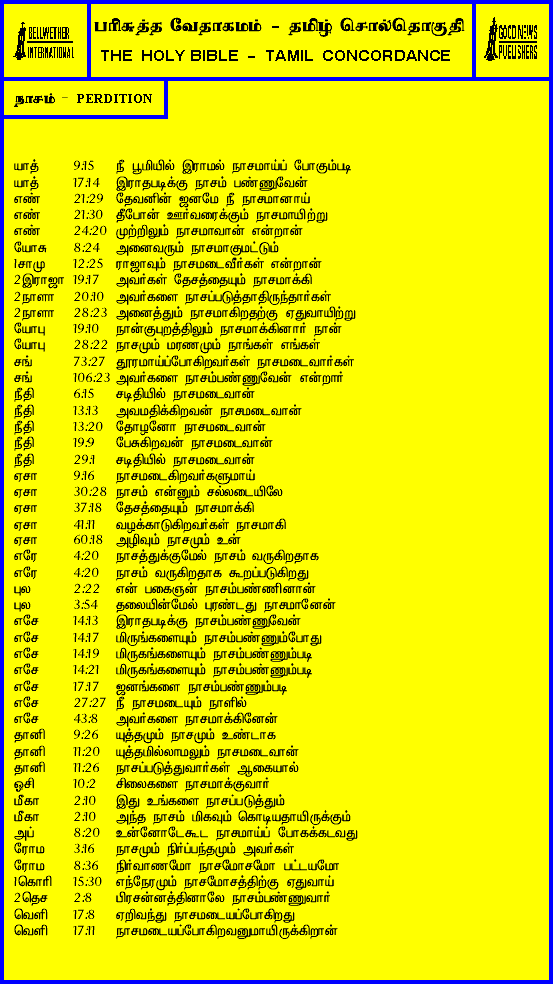 BELLWETHER
INTERNATIONAL
பரிசுத்த வேதாகமம் - தமிழ் சொல்தொகுதி
THE HOLY BIBLE - TAMIL CONCORDANCE
GOOD NEWS
PUBLISHERS
நாசம் - PERDITION
யாத் 9:15 நீ பூமியில் இராமல் நாசமாய்ப் போகும்படி
யாத் 17:14 இராதபடிக்கு நாசம் பண்ணுவேன்
எண் 21:29 தேவனின் ஜனமே நீ நாசமானாய்
எண் 21:30 தீபோன் ஊர்வரைக்கும் நாசமாயிற்று
எண் 24:20 முற்றிலும் நாசமாவான் என்றான்
யோசு 8:24 அனைவரும் நாசமாகுமட்டும்
1சாமு 12:25 ராஜாவும் நாசமடைவீர்கள் என்றான்
2இராஜா 19:17 அவர்கள் தேசத்தையும் நாசமாக்கி
2நாளா 20:10 அவர்களை நாசப்படுத்தாதிருந்தார்கள்
2நாளா 28:23 அனைத்தும் நாசமாகிறதற்கு ஏதுவாயிற்று
யோபு 19:10 நான்குபுறத்திலும் நாசமாக்கினார் நான்
யோபு 28:22 நாசமும் மரணமும் நாங்கள் எங்கள்
சங் 73:27 தூரமாய்ப்போகிறவர்கள் நாசமடைவார்கள்
சங் 106:23 அவர்களை நாசம்பண்ணுவேன் என்றார்
நீதி 6:15 சடிதியில் நாசமடைவான்
நீதி 13:13 அவமதிக்கிறவன் நாசமடைவான்
நீதி 13:20 தோழனோ நாசமடைவான்
நீதி 19:9 பேசுகிறவன் நாசமடைவான்
நீதி 29:1 சடிதியில் நாசமடைவான்
ஏசா 9:16 நாசமடைகிறவர்களுமாய்
ஏசா 30:28 நாசம் என்னும் சல்லடையிலே
ஏசா 37:18 தேசத்தையும் நாசமாக்கி
ஏசா 41:11 வழக்காடுகிறவர்கள் நாசமாகி
ஏசா 60:18 அழிவும் நாசமும் உன்
எரே 4:20 நாசத்துக்குமேல் நாசம் வருகிறதாக
எரே 4:20 நாசம் வருகிறதாக கூறப்படுகிறது
புல 2:22 என் பகைஞன் நாசம்பண்ணினான்
புல 3:54 தலையின்மேல் புரண்டது நாசமானேன்
எசே 14:13 இராதபடிக்கு நாசம்பண்ணுவேன்
எசே 14:17 மிருங்களையும் நாசம்பண்ணும்போது
எசே 14:19 மிருகங்களையும் நாசம்பண்ணும்படி
எசே 14:21 மிருகங்களையும் நாசம்பண்ணும்படி
எசே 17:17 ஜனங்களை நாசம்பண்ணும்படி
எசே 27:27 நீ நாசமடையும் நாளில்
எசே 43:8 அவர்களை நாசமாக்கினேன்
தானி 9:26 யுத்தமும் நாசமும் உண்டாக
தானி 11:20 யுத்தமில்லாமலும் நாசமடைவான்
தானி 11:26 நாசப்படுத்துவார்கள் ஆகையால்
ஓசி 10:2 சிலைகளை நாசமாக்குவார்
மீகா 2:10 இது உங்களை நாசப்படுத்தும்
மீகா 2:10 அந்த நாசம் மிகவும் கொடியதாயிருக்கும்
அப் 8:20 உன்னோடேகூட நாசமாய்ப் போகக்கடவது
ரோம 3:16 நாசமும் நிர்ப்பந்தமும் அவர்கள்
ரோம 8:36 நிர்வாணமோ நாசமோசமோ பட்டயமோ
1கொரி 15:30 எந்நேரமும் நாசமோசத்திற்கு ஏதுவாய்
2தெச 2:8 பிரசன்னத்தினாலே நாசம்பண்ணுவார்
வெளி 17:8 ஏறிவந்து நாசமடையப்போகிறது
வெளி 17:11 நாசமடையப்போகிறவனுமாயிருக்கிறான்